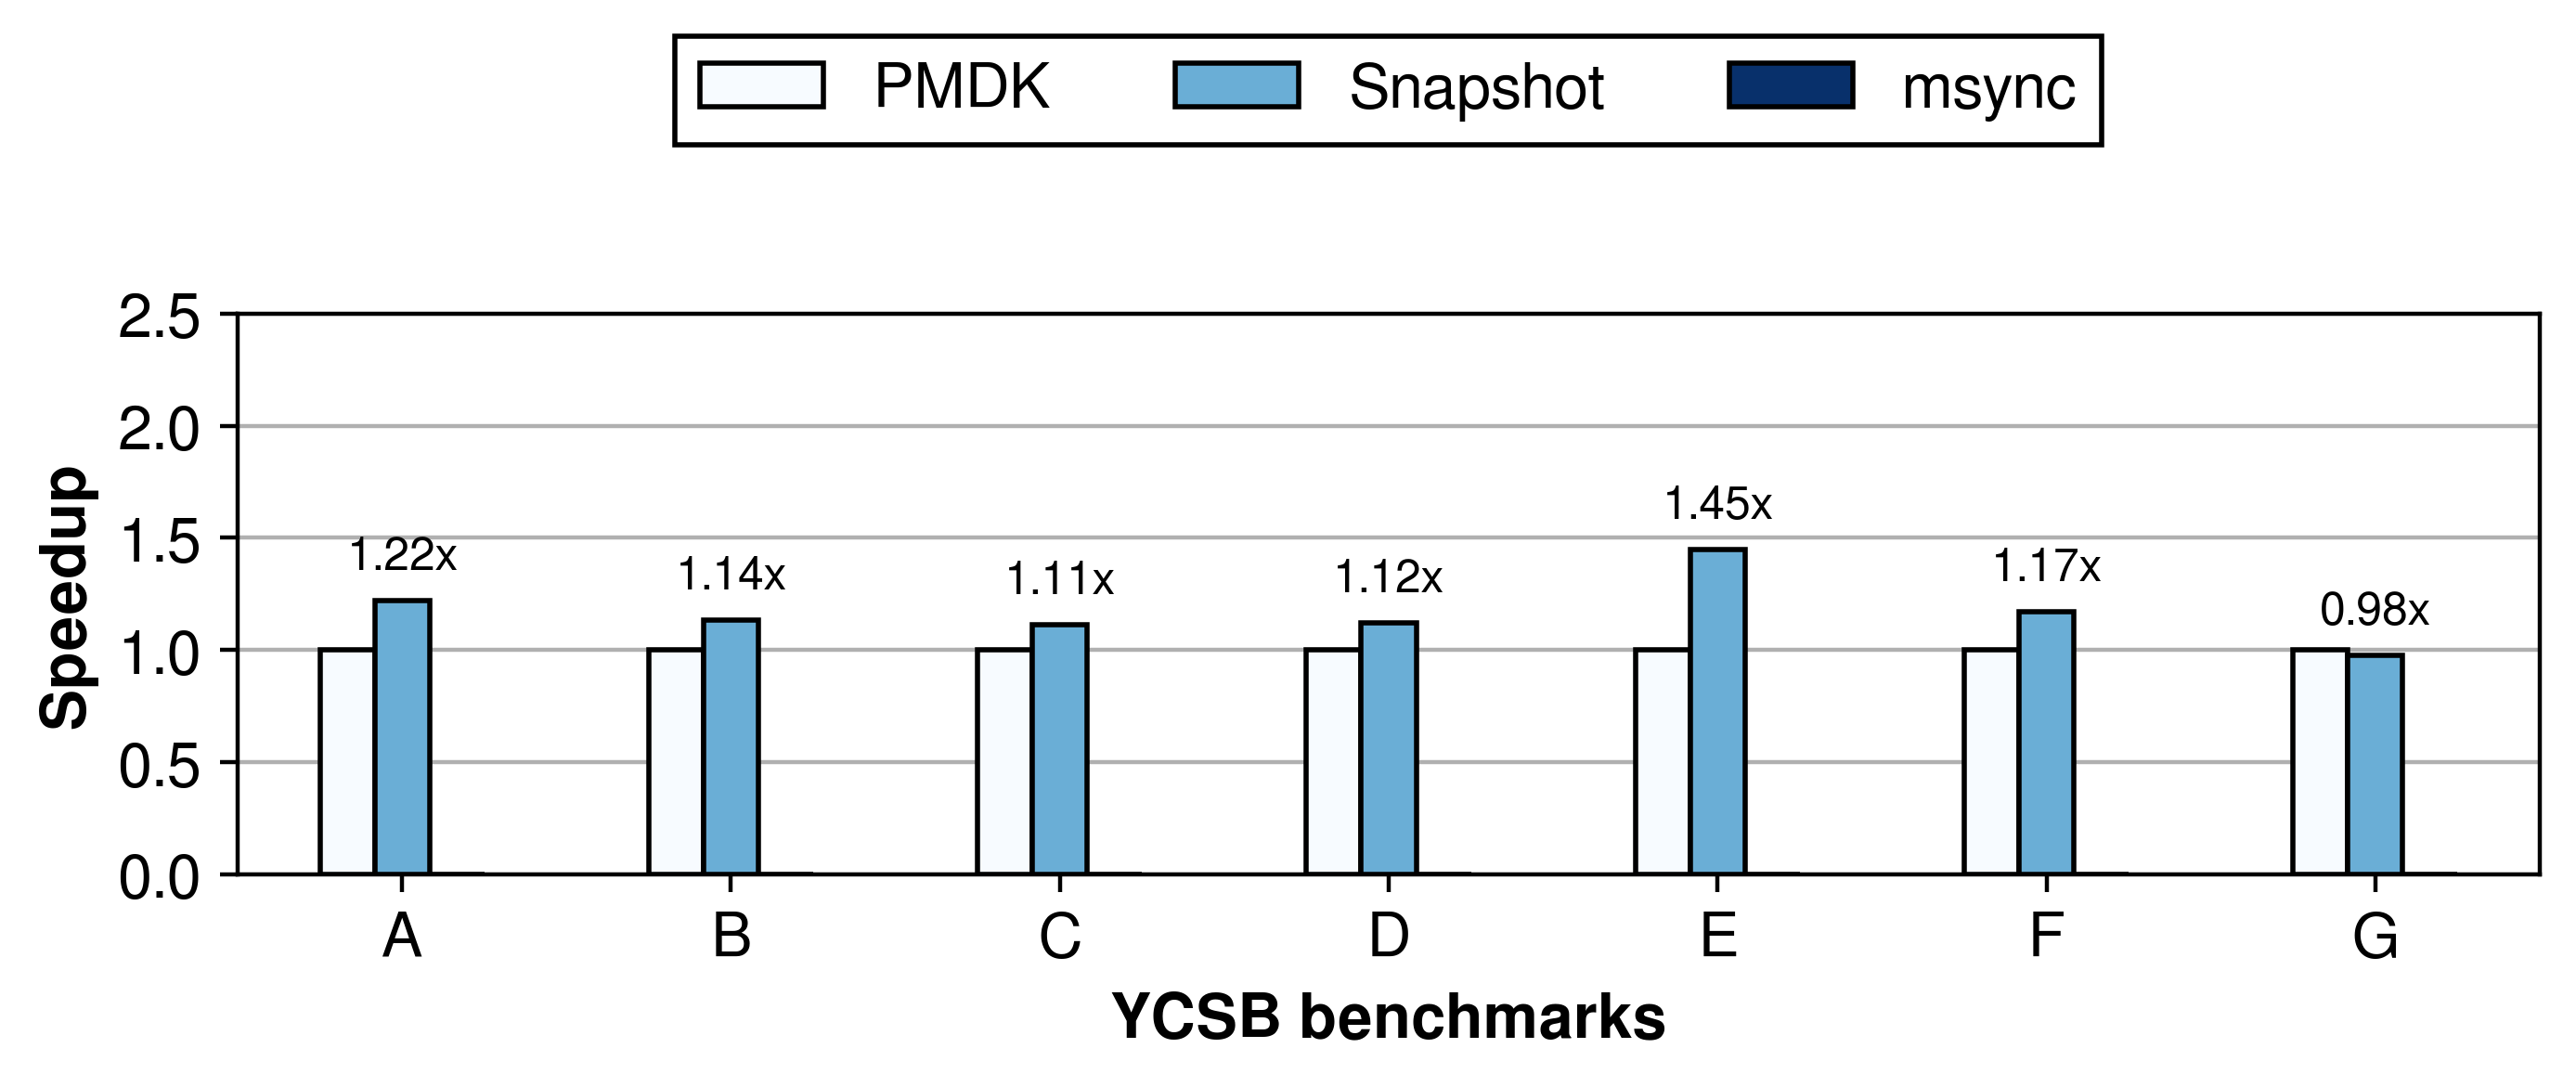 PMDK Snapshot msync
Speedup
2.5
2.0
1.5
1.0
0.5
0.0
1.22x 1.14x 1.11x 1.12x 1.45x 1.17x 0.98x
A B C D E F G
YCSB benchmarks